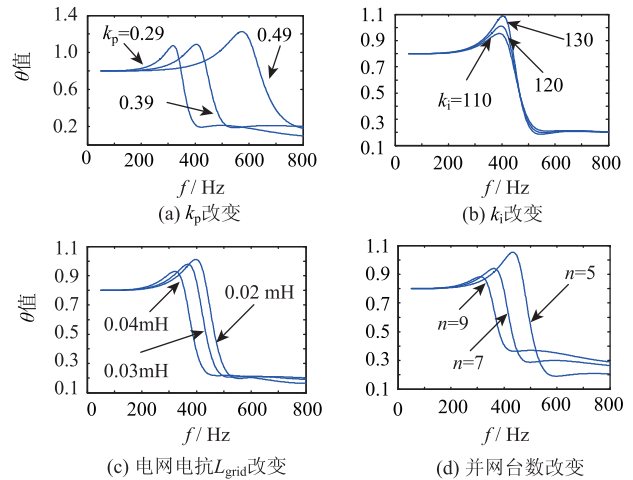 θ值
1.4
1.0
0.6
0.2
kp=0.29
0.49
0.39
0 200 400 600 800
f / Hz
(a) kp改变
1.1
0.9
0.7
0.5
0.3
0.1
130
120
ki=110
0 200 400 600 800
f / Hz
(b) ki改变
θ值
1.1
0.9
0.7
0.5
0.3
0.1
0.02 mH
0.04mH
0.03mH
0 200 400 600 800
f / Hz
(c) 电网电抗Lgrid改变
1.1
0.9
0.7
0.5
0.3
0.1
n=5
n=9
n=7
0 200 400 600 800
f / Hz
(d) 并网台数改变